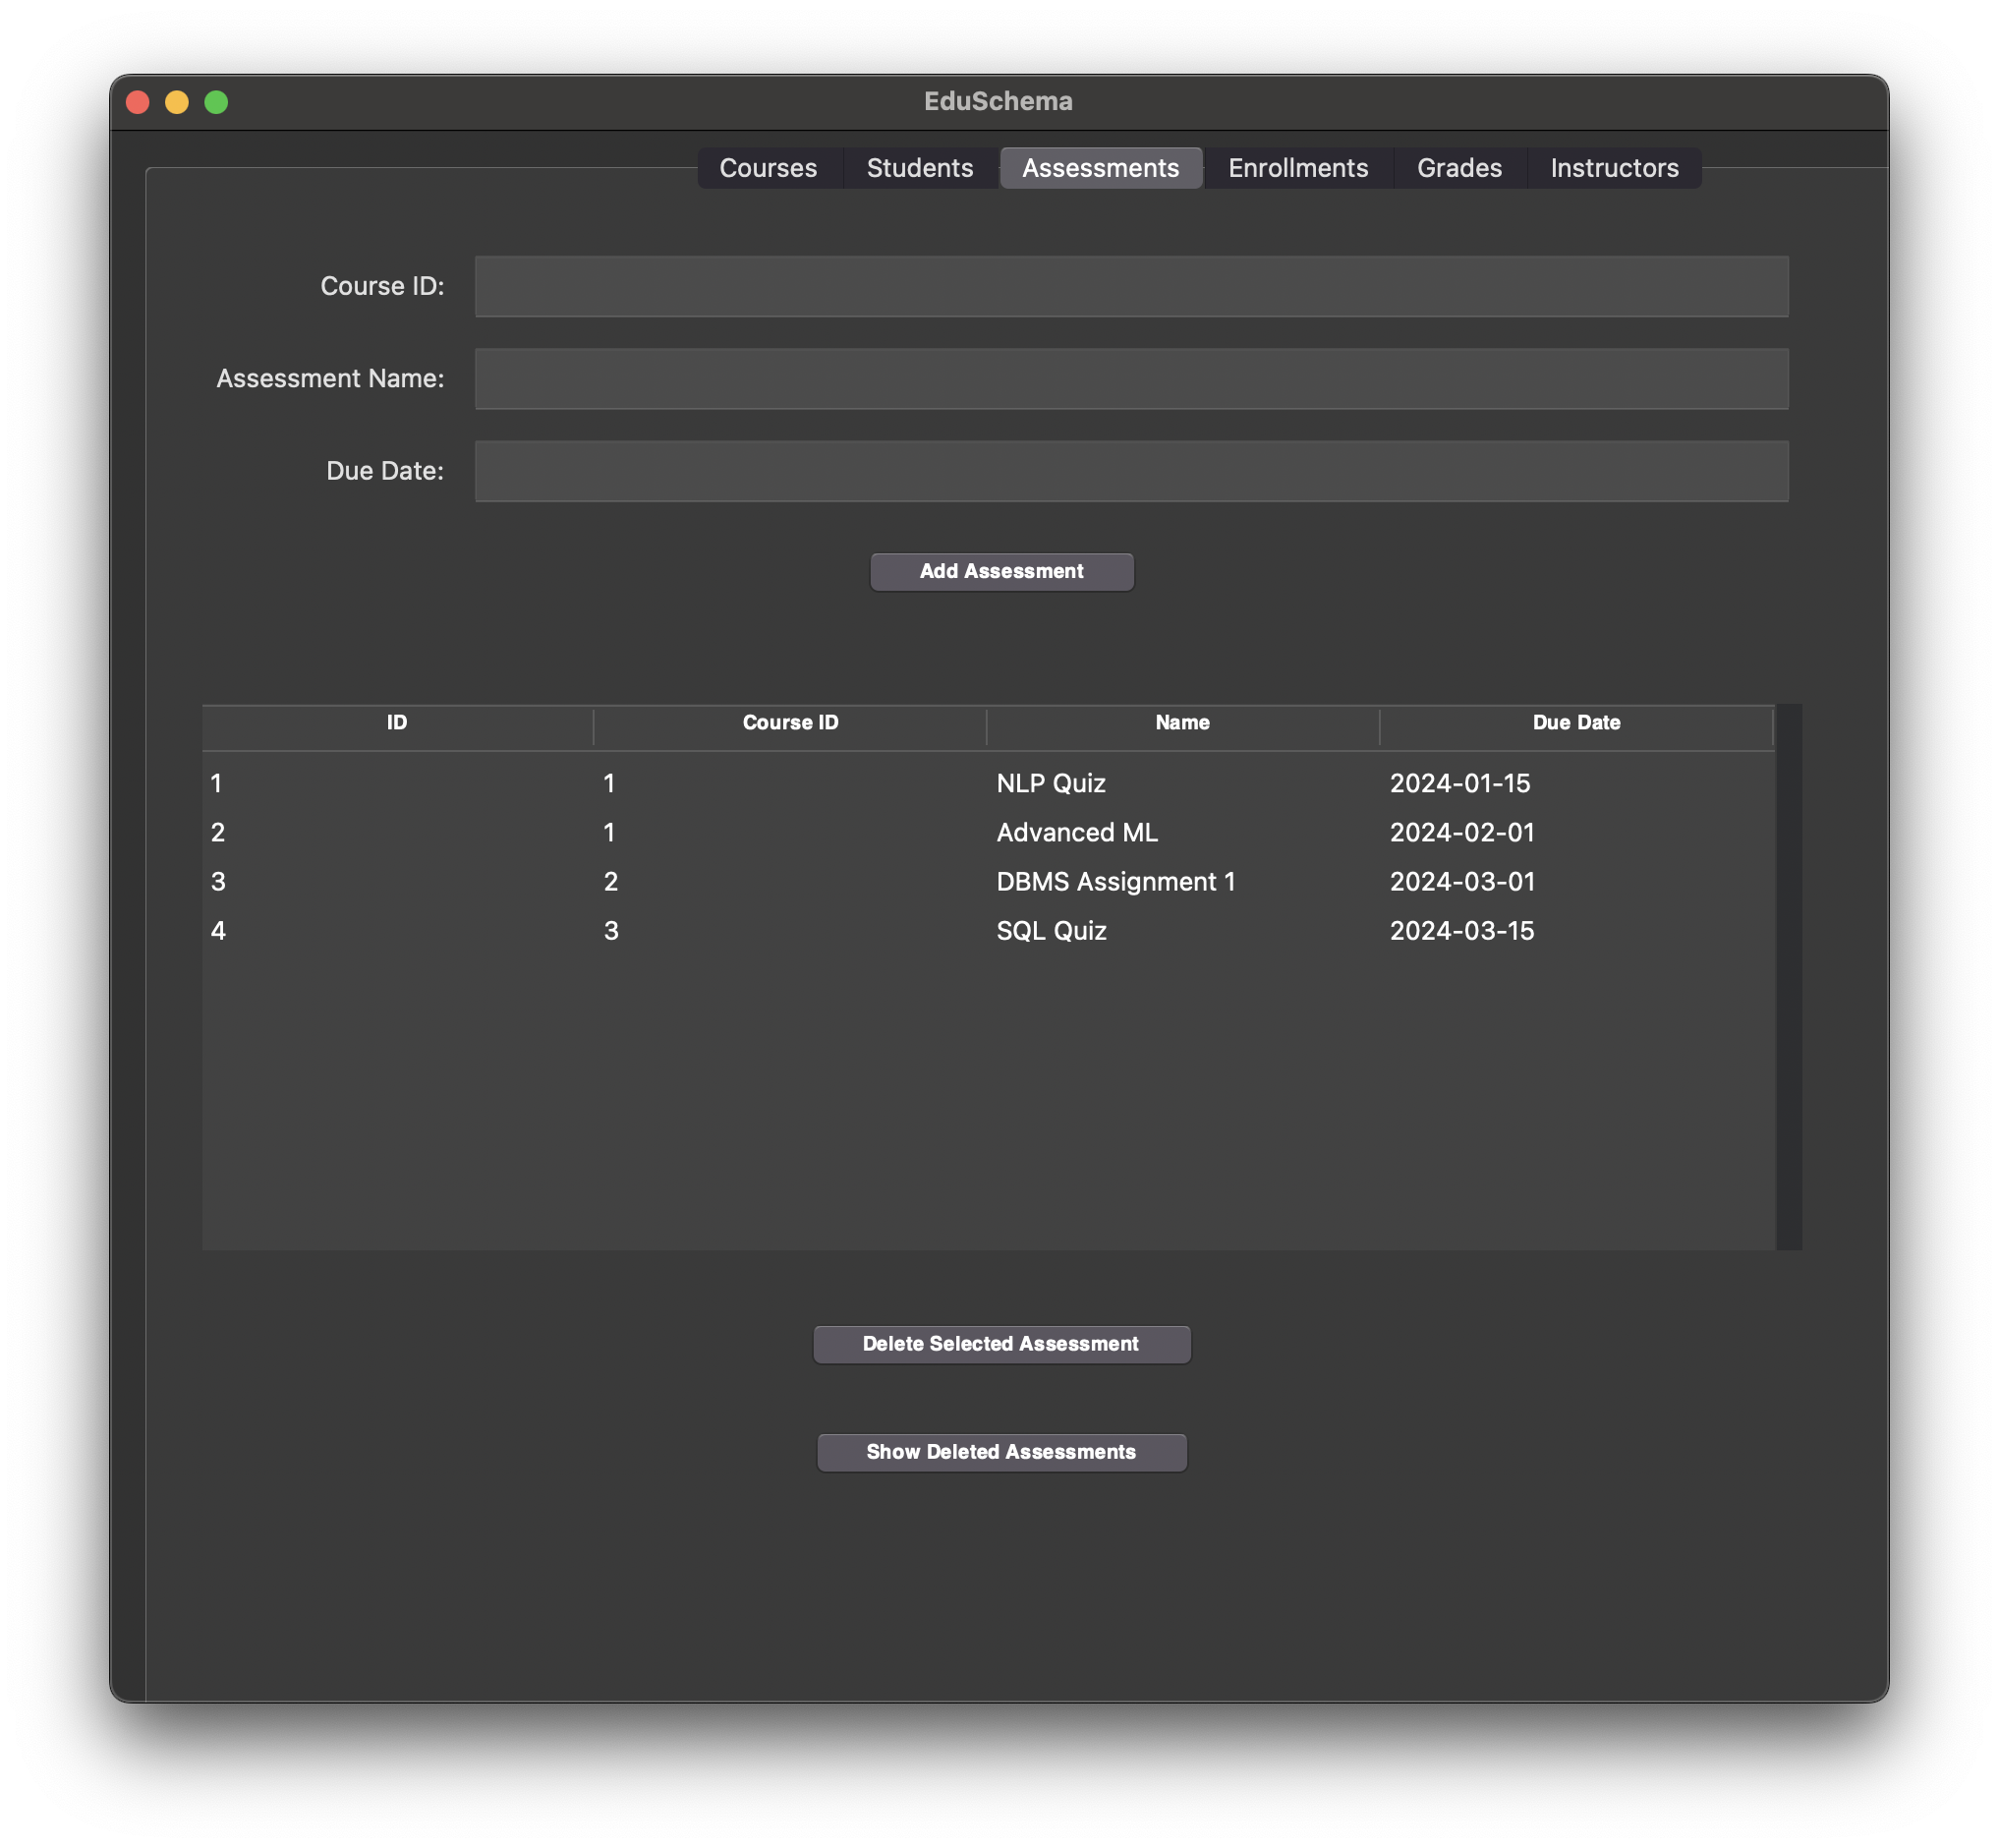 EduSchema
Courses Students Assessments Enrollments Grades Instructors
Course ID:
Assessment Name:
Due Date:
Add Assessment
ID Course ID Name Due Date
1 1 NLP Quiz 2024-01-15
2 1 Advanced ML 2024-02-01
3 2 DBMS Assignment 1 2024-03-01
4 3 SQL Quiz 2024-03-15
Delete Selected Assessment
Show Deleted Assessments